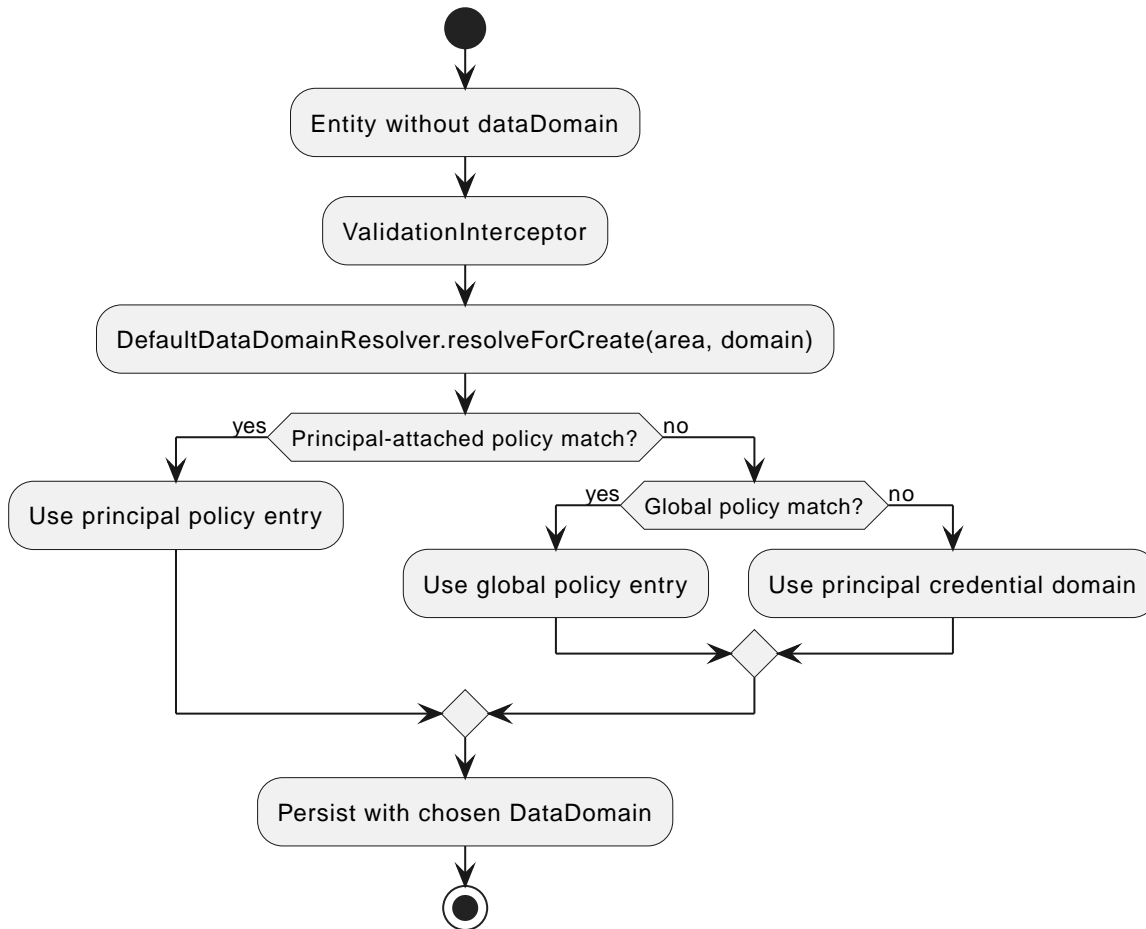 Entity without dataDomain
ValidationInterceptor
DefaultDataDomainResolver.resolveForCreate(area, domain)
yes
Principal-attached policy match?
no
Use principal policy entry
yes
Global policy match?
no
Use global policy entry
Use principal credential domain
Persist with chosen DataDomain